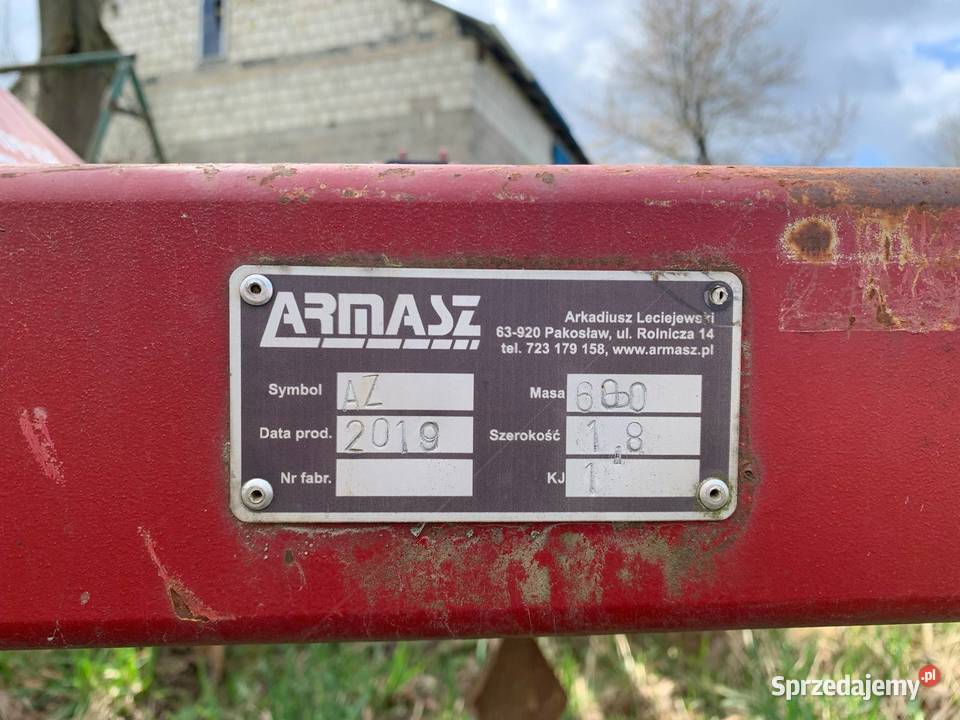 ARMASZ
Arkadiusz Leciejewski
63-920 Pakosław, ul. Rolnicza 14
tel. 723 179 158, www.armasz.pl
Symbol AZ
Masa 680
Data prod. 2019
Szerokość 1,8
Nr fabr.
KJ 1
Sprzedajemy.pl